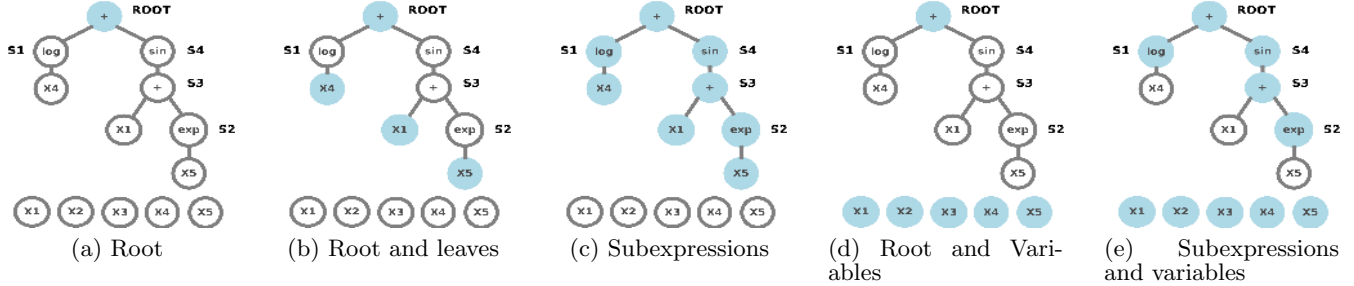 + ROOT + ROOT + ROOT + ROOT + ROOT
S1 log sin S4 S1 log sin S4 S1 log sin S4 S1 log sin S4 S1 log sin S4
X4 + S3 X4 + S3 X4 + S3 X4 + S3 X4 + S3
X1 exp S2 X1 exp S2 X1 exp S2 X1 exp S2 X1 exp S2
X5 X5 X5 X5 X5
X1 X2 X3 X4 X5 X1 X2 X3 X4 X5 X1 X2 X3 X4 X5 X1 X2 X3 X4 X5 X1 X2 X3 X4 X5
(a) Root
(b) Root and leaves
(c) Subexpressions
(d) Root and Vari-
ables
(e) Subexpressions
and variables